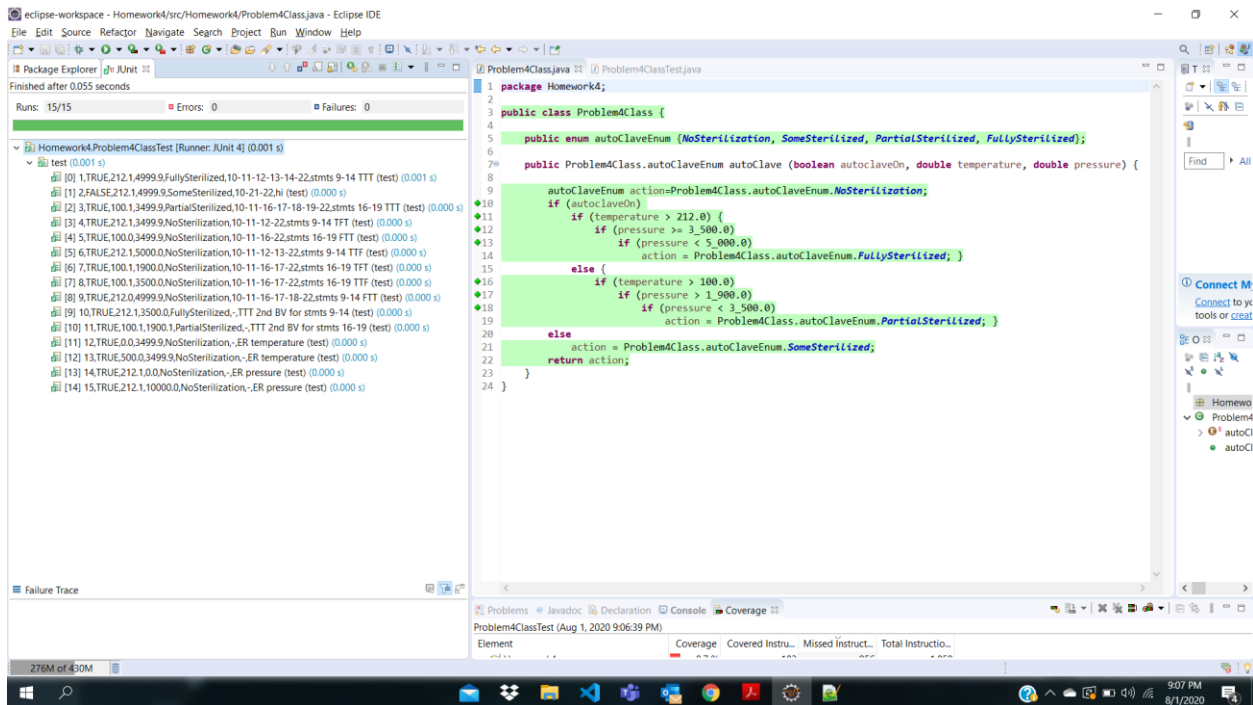 eclipse-workspace - Homework4/src/Homework4/Problem4Class.java - Eclipse IDE
File Edit Source Refactor Navigate Search Project Run Window Help
Package Explorer JUnit
Finished after 0.055 seconds
Runs: 15/15 Errors: 0 Failures: 0
Homework4.Problem4ClassTest [Runner: JUnit 4] (0.001 s)
test (0.001 s)
[0] 1,TRUE,212.1,4999.9,FullySterilized,10-11-12-13-14-22,stmts 9-14 TTT (test) (0.001 s)
[1] 2,FALSE,212.1,4999.9,SomeSterilized,10-21-22,hi (test) (0.000 s)
[2] 3,TRUE,100.1,3499.9,PartialSterilized,10-11-16-17-18-19-22,stmts 16-19 TTT (test) (0.000 s)
[3] 4,TRUE,212.1,3499.9,NoSterilization,10-11-12-22,stmts 9-14 TFT (test) (0.000 s)
[4] 5,TRUE,100.0,3499.9,NoSterilization,10-11-16-22,stmts 16-19 FTT (test) (0.000 s)
[5] 6,TRUE,212.1,5000.0,NoSterilization,10-11-12-13-22,stmts 9-14 TTF (test) (0.000 s)
[6] 7,TRUE,100.1,1900.0,NoSterilization,10-11-16-17-22,stmts 16-19 TFT (test) (0.000 s)
[7] 8,TRUE,100.1,3500.0,NoSterilization,10-11-16-17-22,stmts 16-19 TTF (test) (0.000 s)
[8] 9,TRUE,212.0,4999.9,NoSterilization,10-11-16-17-18-22,stmts 9-14 FTT (test) (0.000 s)
[9] 10,TRUE,212.1,3500.0,FullySterilized,-,TTT 2nd BV for stmts 9-14 (test) (0.000 s)
[10] 11,TRUE,100.1,1900.1,PartialSterilized,-,TTT 2nd BV for stmts 16-19 (test) (0.000 s)
[11] 12,TRUE,0.0,3499.9,NoSterilization,-,ER temperature (test) (0.000 s)
[12] 13,TRUE,500.0,3499.9,NoSterilization,-,ER temperature (test) (0.000 s)
[13] 14,TRUE,212.1,0.0,NoSterilization,-,ER pressure (test) (0.000 s)
[14] 15,TRUE,212.1,10000.0,NoSterilization,-,ER pressure (test) (0.000 s)
Failure Trace
Problem4Class.java Problem4ClassTest.java
1 package Homework4;
2
3 public class Problem4Class {
4
5 public enum autoClaveEnum {NoSterilization, SomeSterilized, PartialSterilized, FullySterilized};
6
7 public Problem4Class.autoClaveEnum autoClave (boolean autoclaveOn, double temperature, double pressure) {
8
9 autoClaveEnum action=Problem4Class.autoClaveEnum.NoSterilization;
10 if (autoclaveOn)
11 if (temperature > 212.0) {
12 if (pressure >= 3_500.0)
13 if (pressure < 5_000.0)
14 action = Problem4Class.autoClaveEnum.FullySterilized; }
15 else {
16 if (temperature > 100.0)
17 if (pressure > 1_900.0)
18 if (pressure < 3_500.0)
19 action = Problem4Class.autoClaveEnum.PartialSterilized; }
20 else
21 action = Problem4Class.autoClaveEnum.SomeSterilized;
22 return action;
23 }
24 }
T
Find All
Connect My
Connect to yo
tools or creat
O
Homewo
Problem4
autoCl
autoCl
Problems Javadoc Declaration Console Coverage
Problem4ClassTest (Aug 1, 2020 9:06:39 PM)
Element Coverage Covered Instru... Missed Instruct... Total Instructio...
276M of 430M
9:07 PM
8/1/2020